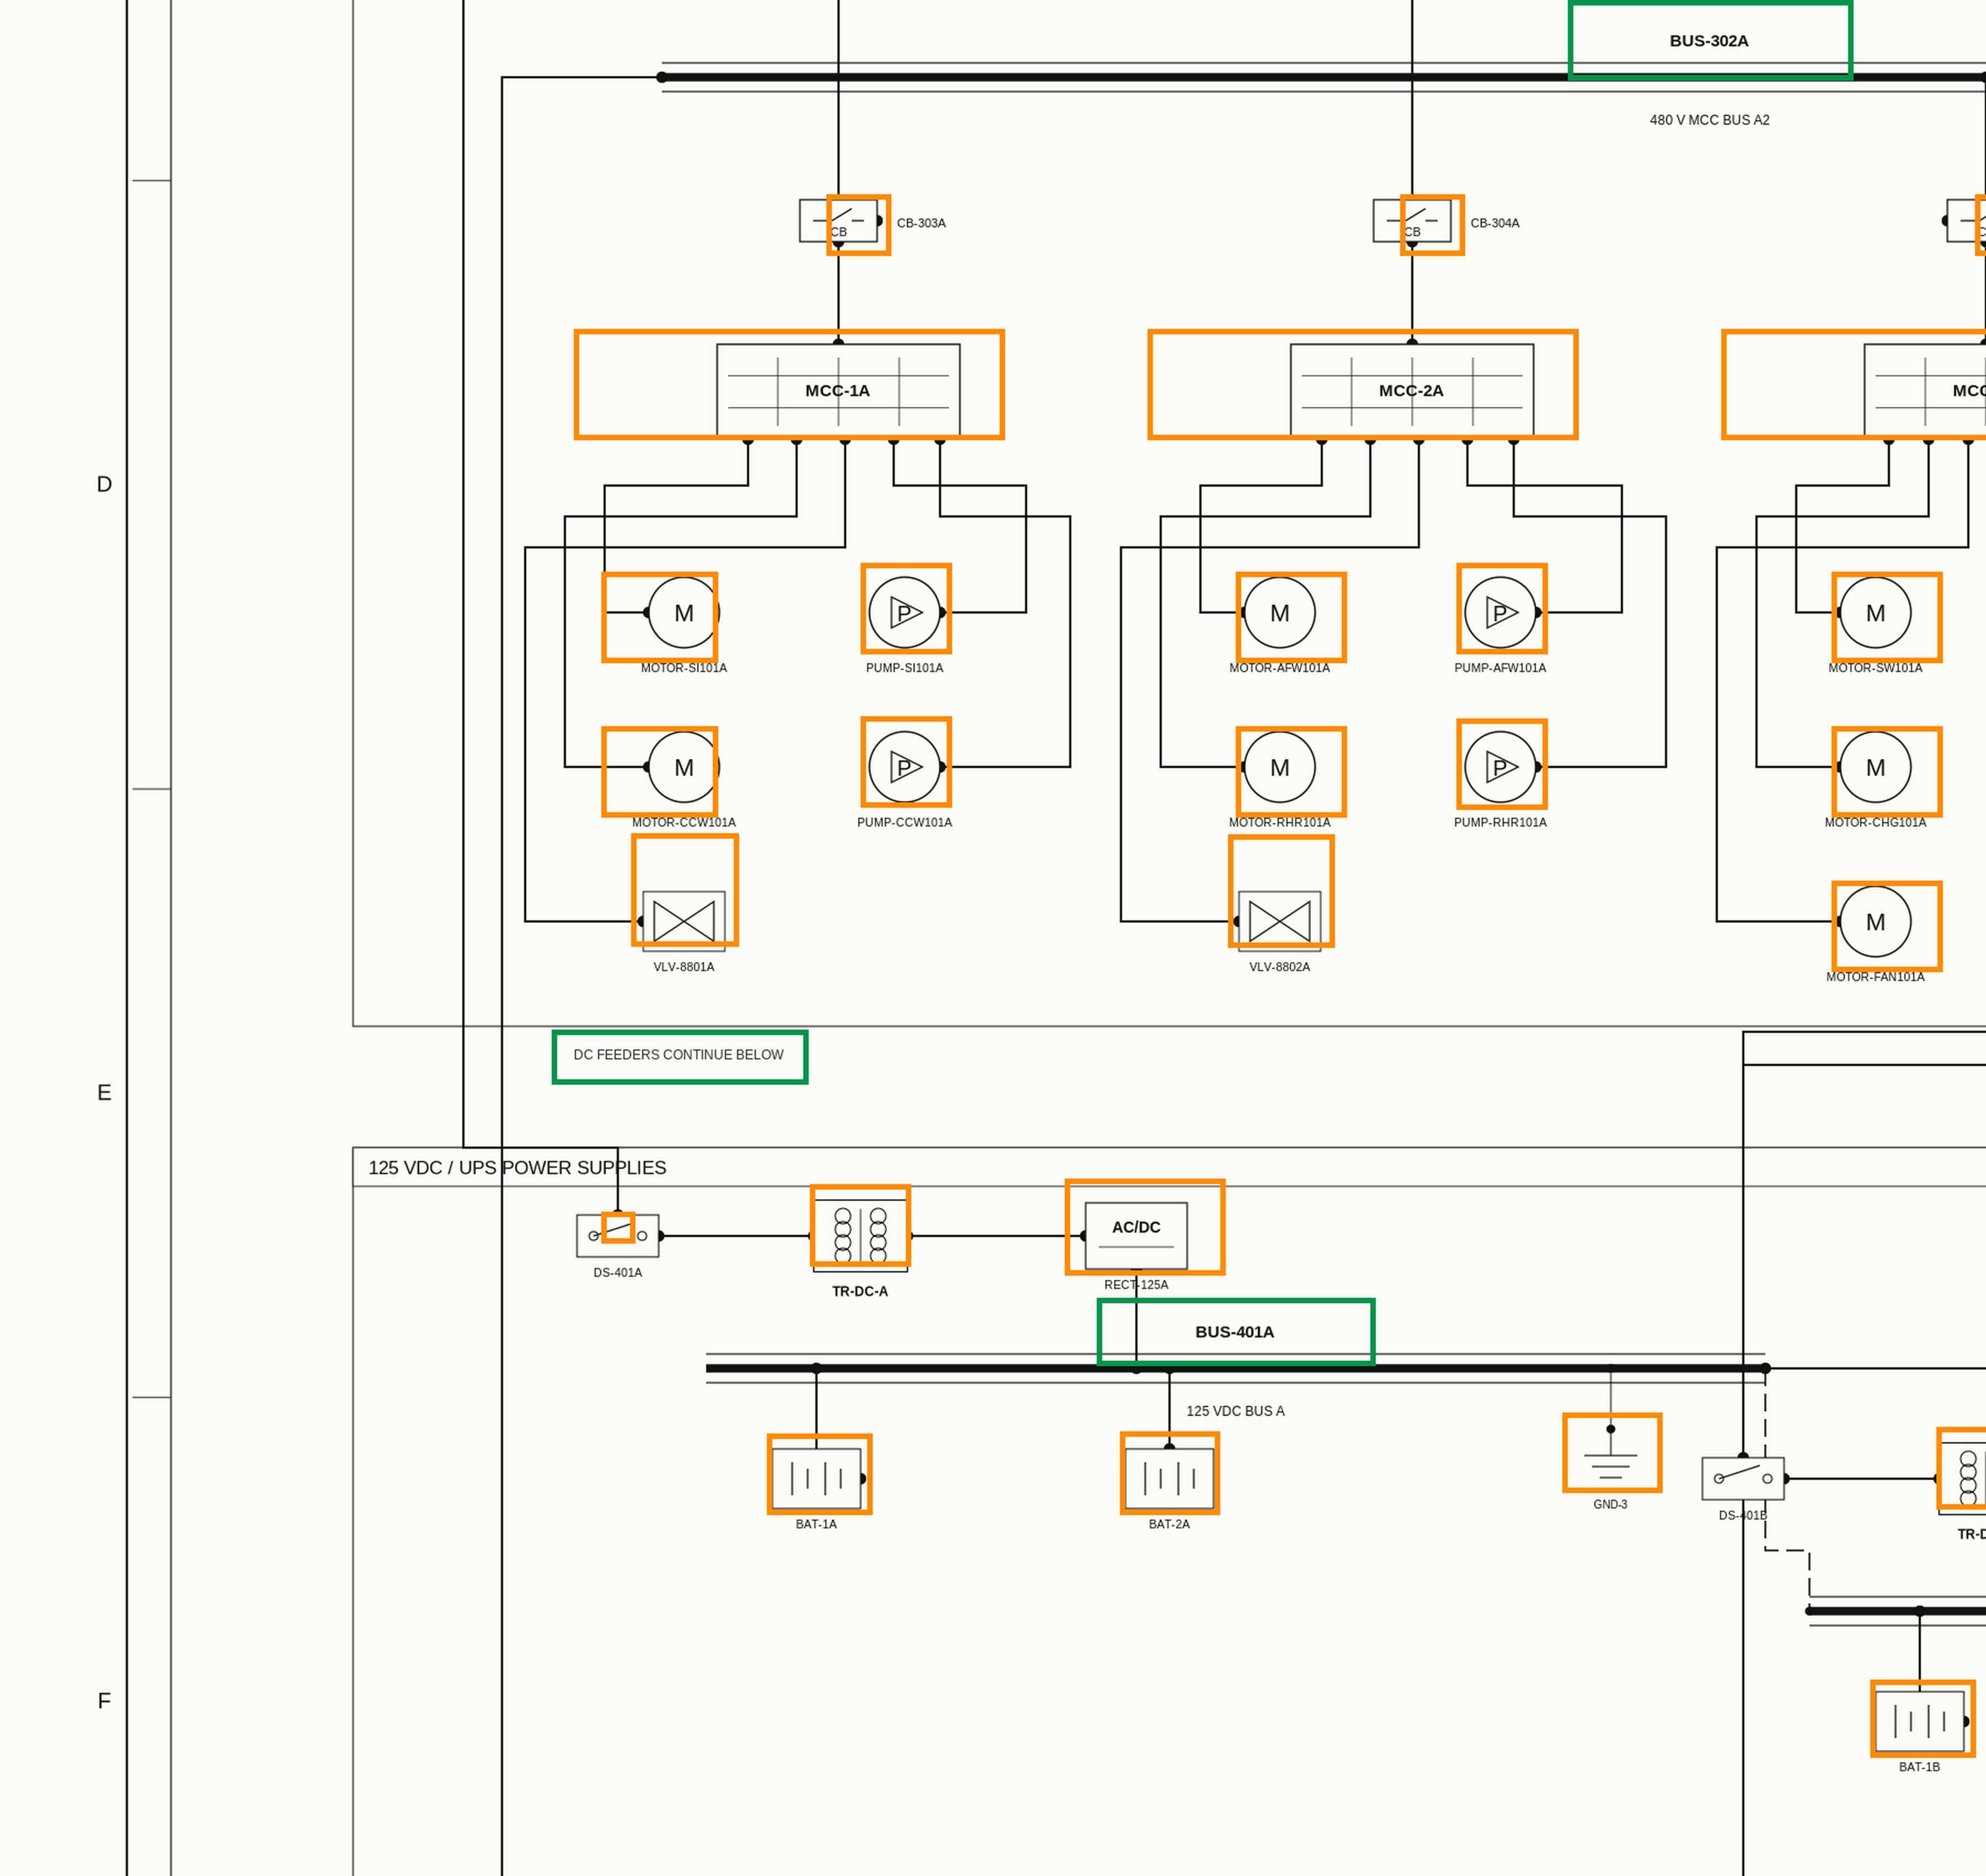 BUS-302A
480 V MCC BUS A2
CB
CB-303A
CB
CB-304A
MCC-1A
MCC-2A
D
M
P
M
P
M
MOTOR-SI101A
PUMP-SI101A
MOTOR-AFW101A
PUMP-AFW101A
MOTOR-SW101A
M
P
M
P
M
MOTOR-CCW101A
PUMP-CCW101A
MOTOR-RHR101A
PUMP-RHR101A
MOTOR-CHG101A
M
VLV-8801A
VLV-8802A
MOTOR-FAN101A
DC FEEDERS CONTINUE BELOW
E
125 VDC / UPS POWER SUPPLIES
AC/DC
DS-401A
TR-DC-A
RECT-125A
BUS-401A
125 VDC BUS A
BAT-1A
BAT-2A
GND-3
DS-401B
F
BAT-1B